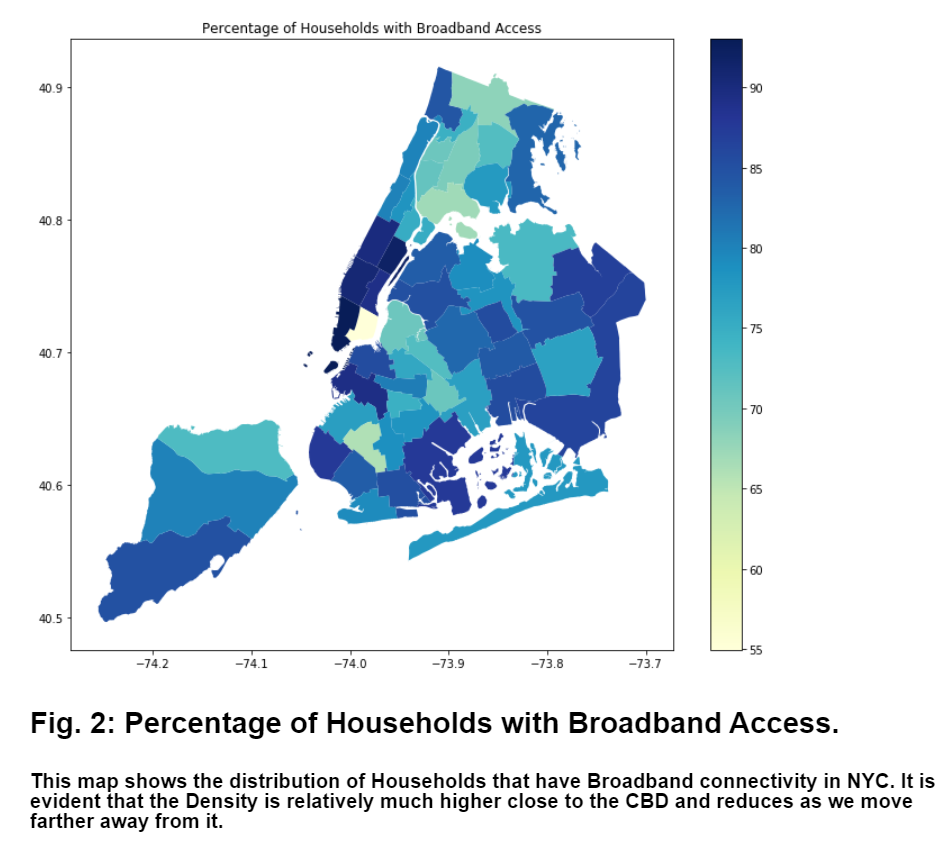 Percentage of Households with Broadband Access
40.9
40.8
40.7
40.6
40.5
−74.2 −74.1 −74.0 −73.9 −73.8 −73.7
90
85
80
75
70
65
60
55
Fig. 2: Percentage of Households with Broadband Access.
This map shows the distribution of Households that have Broadband connectivity in NYC. It is
evident that the Density is relatively much higher close to the CBD and reduces as we move
farther away from it.